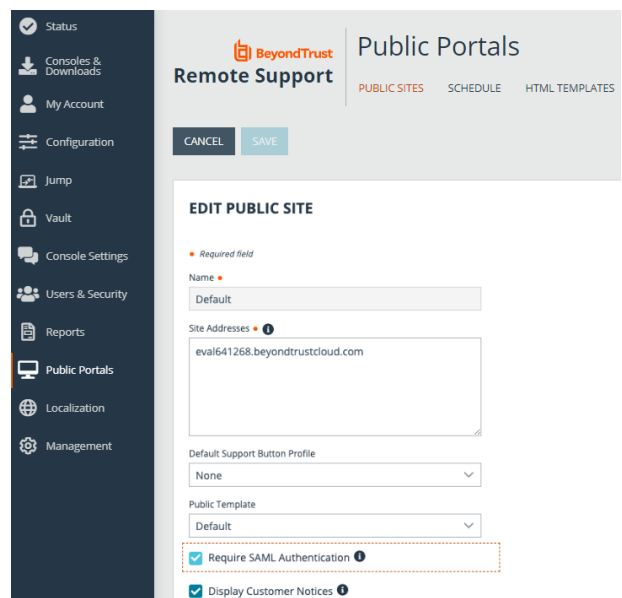 Status
Consoles &
Downloads
My Account
Configuration
Jump
Vault
Console Settings
Users & Security
Reports
Public Portals
Localization
Management
BeyondTrust
Remote Support
Public Portals
PUBLIC SITES SCHEDULE HTML TEMPLATES
CANCEL SAVE
EDIT PUBLIC SITE
Required field
Name
Default
Site Addresses
eval641268.beyondtrustcloud.com
Default Support Button Profile
None
Public Template
Default
Require SAML Authentication
Display Customer Notices